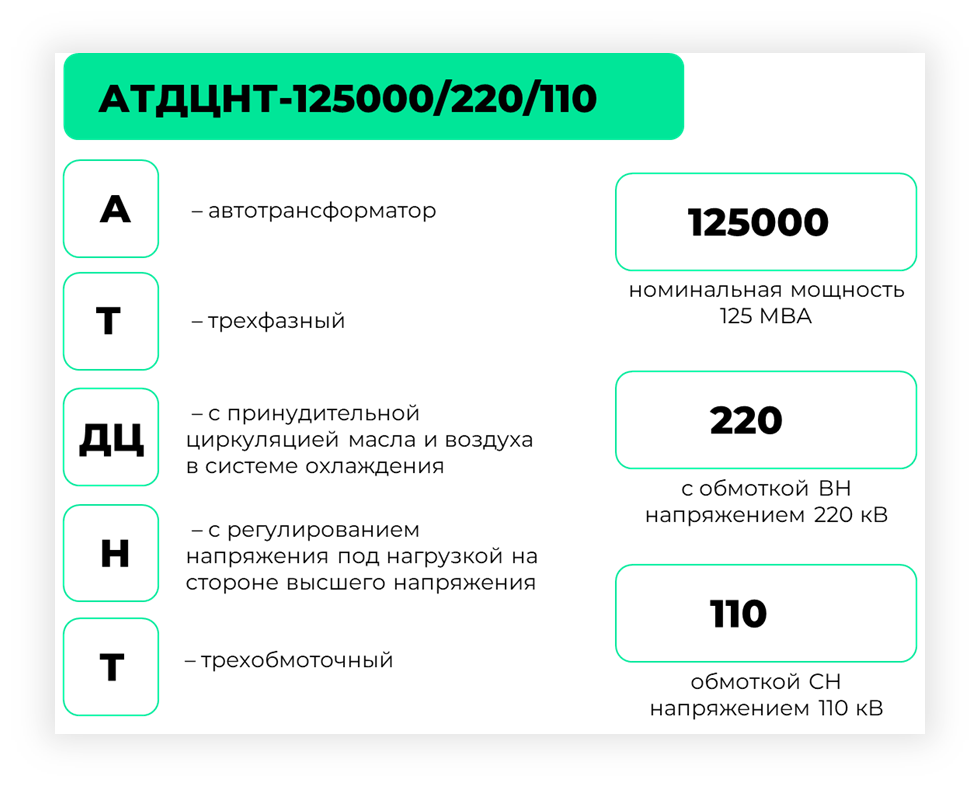 АТДЦНТ-125000/220/110
А
– автотрансформатор
Т
– трехфазный
ДЦ
– с принудительной
циркуляцией масла и воздуха
в системе охлаждения
Н
– с регулированием
напряжения под нагрузкой на
стороне высшего напряжения
Т
– трехобмоточный
125000
номинальная мощность
125 МВА
220
с обмоткой ВН
напряжением 220 кВ
110
обмоткой СН
напряжением 110 кВ